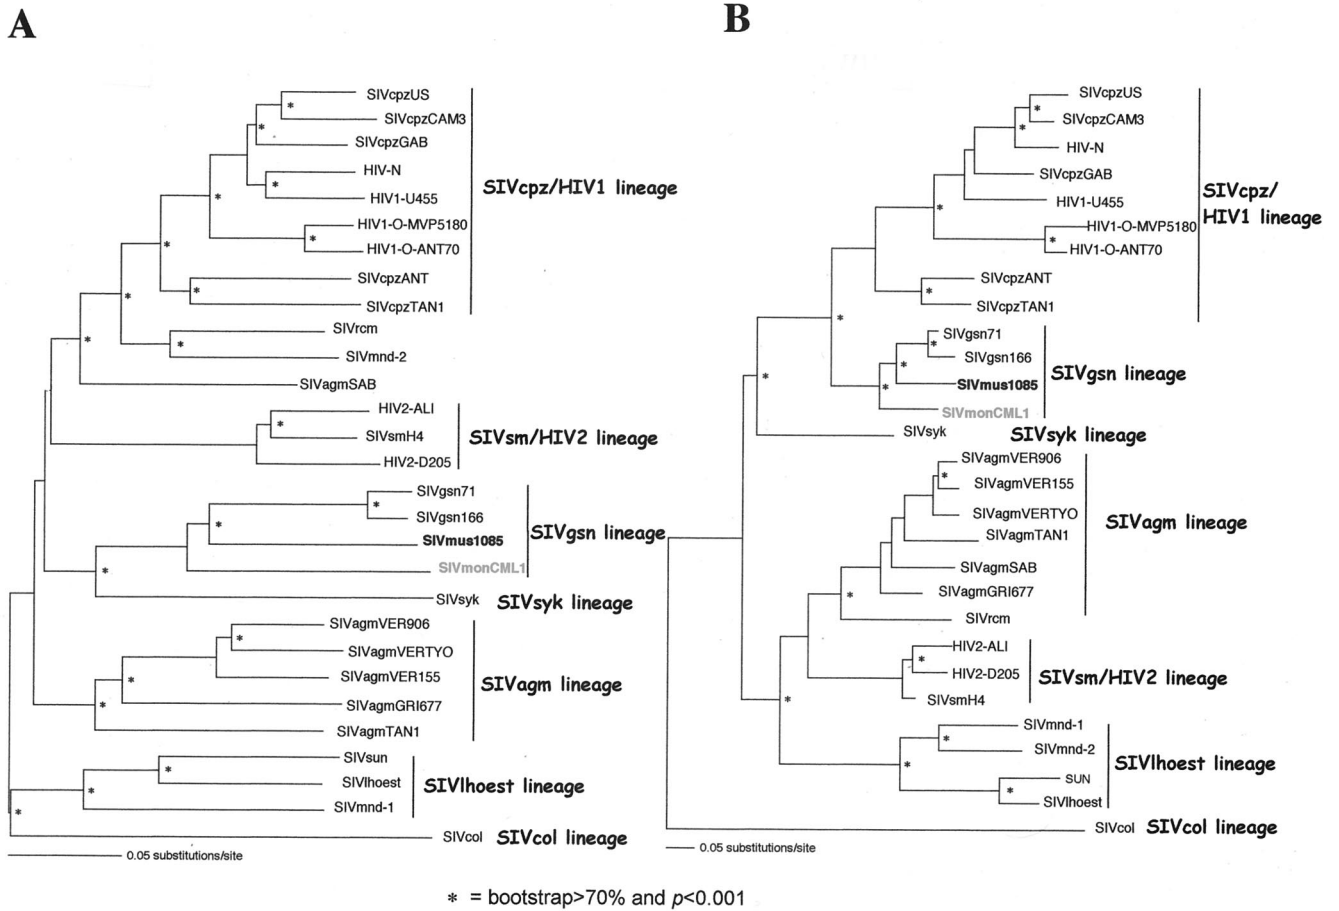 A
SIVcpzUS
SIVcpzCAM3
SIVcpzGAB
HIV-N
HIV1-U455
HIV1-O-MVP5180
HIV1-O-ANT70
SIVcpzANT
SIVcpzTAN1
SIVcpz/HIV1 lineage
SIVrcm
SIVmnd-2
SIVagmSAB
HIV2-ALI
SIVsmH4
HIV2-D205
SIVsm/HIV2 lineage
SIVgsn71
SIVgsn166
SIVmus1085
SIVmonCML1
SIVgsn lineage
SIVsyk
SIVsyk lineage
SIVagmVER906
SIVagmVERTYO
SIVagmVER155
SIVagmGRI677
SIVagmTAN1
SIVagm lineage
SIVsun
SIVlhoest
SIVmnd-1
SIVlhoest lineage
SIVcol
SIVcol lineage
0.05 substitutions/site
B
SIVcpzUS
SIVcpzCAM3
HIV-N
SIVcpzGAB
HIV1-U455
HIV1-O-MVP5180
HIV1-O-ANT70
SIVcpzANT
SIVcpzTAN1
SIVcpz/
HIV1 lineage
SIVgsn71
SIVgsn166
SIVmus1085
SIVmonCML1
SIVgsn lineage
SIVsyk
SIVsyk lineage
SIVagmVER906
SIVagmVER155
SIVagmVERTYO
SIVagmTAN1
SIVagmSAB
SIVagmGRI677
SIVrcm
SIVagm lineage
HIV2-ALI
HIV2-D205
SIVsmH4
SIVsm/HIV2 lineage
SIVmnd-1
SIVmnd-2
SUN
SIVlhoest
SIVlhoest lineage
SIVcol
SIVcol lineage
0.05 substitutions/site
* = bootstrap>70% and p<0.001